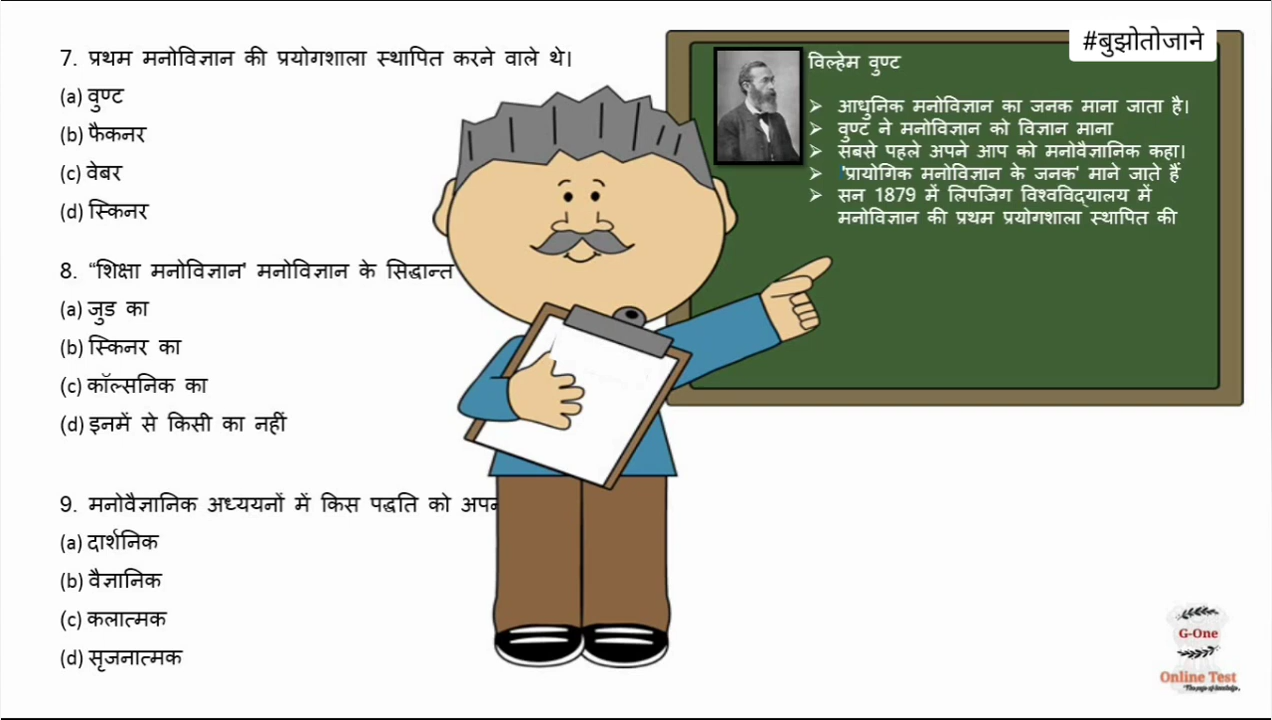 7. प्रथम मनोविज्ञान की प्रयोगशाला स्थापित करने वाले थे।
(a) वुण्ट
(b) फैकनर
(c) वेबर
(d) स्किनर
8. “शिक्षा मनोविज्ञान' मनोविज्ञान के सिद्धान्त
(a) जुड का
(b) स्किनर का
(c) कॉल्सनिक का
(d) इनमें से किसी का नहीं
9. मनोवैज्ञानिक अध्ययनों में किस पद्धति को
(a) दार्शनिक
(b) वैज्ञानिक
(c) कलात्मक
(d) सृजनात्मक
#बुझोतोजाने
विल्हेम वुण्ट
➢ आधुनिक मनोविज्ञान का जनक माना जाता है।
➢ वुण्ट ने मनोविज्ञान को विज्ञान माना
➢ सबसे पहले अपने आप को मनोवैज्ञानिक कहा।
➢ 'प्रायोगिक मनोविज्ञान के जनक' माने जाते हैं
➢ सन 1879 में लिपजिग विश्वविद्यालय में
मनोविज्ञान की प्रथम प्रयोगशाला स्थापित की
G-One
Online Test